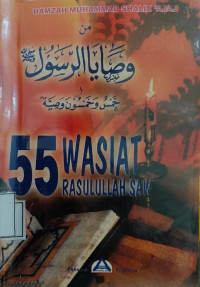 HAMZAH MUHAMMAD SHALIH
من
وصايا الرسول ﷺ
خمس وخمسون وصية
55 WASIAT
RASULULLAH SAW